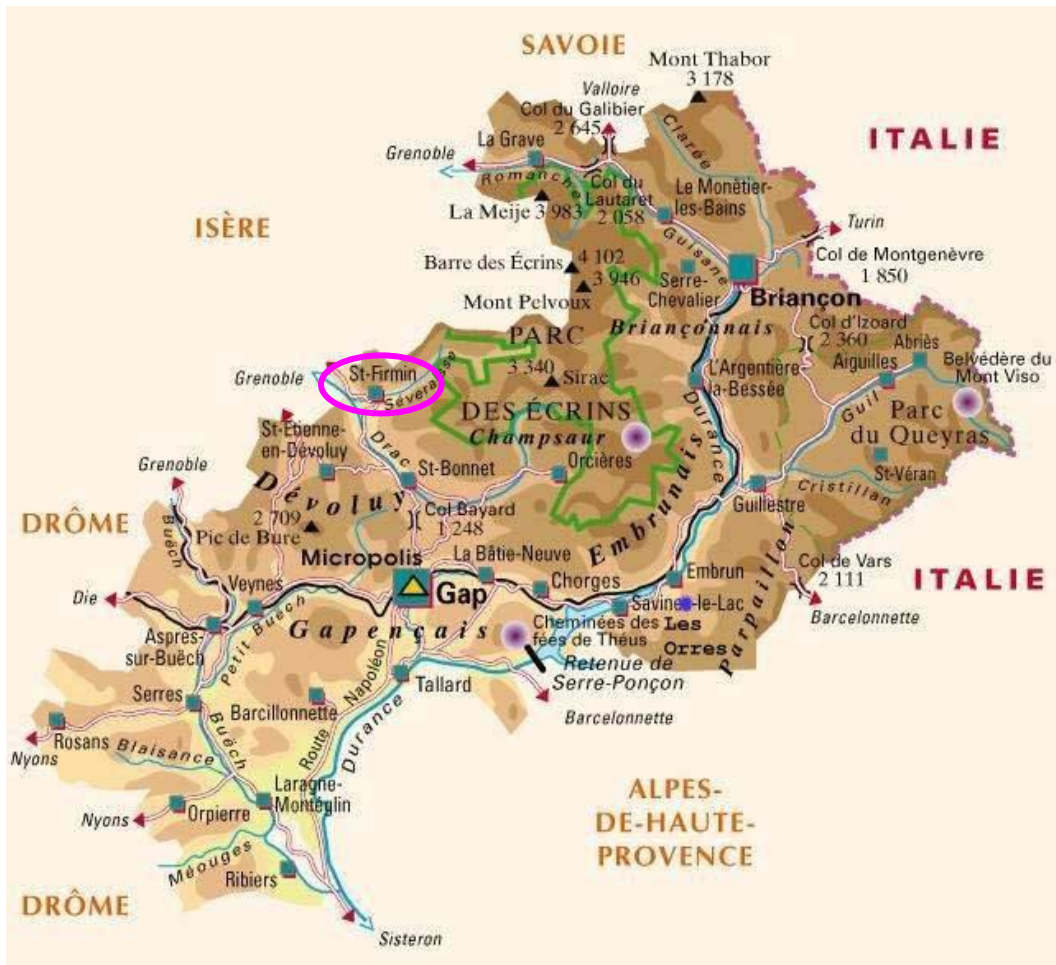 SAVOIE
Mont Thabor
3 178
Valloire
Col du Galibier
2 645
Clarée
ITALIE
La Grave
Grenoble
Romanche
Col du
Lautaret
2 058
Le Monêtier-
les-Bains
La Meije 3 983
ISÈRE
Guisane
Turin
Col de Montgenèvre
1 850
Barre des Écrins
4 102
3 946
Mont Pelvoux
Serre-
Chevalier
Briançon
Briançonnais
PARC
Col d'Izoard
2 360
Abriès
Aiguilles
Belvédère du
Mont Viso
Grenoble
St-Firmin
Séveraisse
3 340
Sirac
L'Argentière
-la-Bessée
DES ÉCRINS
Champsaur
Durance
Guil
Parc
du Queyras
St-Étienne-
en-Dévoluy
Drac
St-Bonnet
Orcières
St-Véran
Cristillan
Grenoble
Dévoluy
Guillestre
Embrunais
DRÔME
Buëch
2 709
Pic de Bure
Col Bayard
1 248
Micropolis
La Bâtie-Neuve
Col de Vars
2 111
ITALIE
Die
Veynes
Gap
Chorges
Embrun
Parpaillon
Barcelonnette
Aspres-
sur-Buëch
Petit Buëch
Gapençais
Savines-le-Lac
Cheminées des
fées de Théus
Les
Orres
Retenue de
Serre-Ponçon
Serres
Barcillonnette
Napoléon
Tallard
Barcelonnette
Rosans
Nyons
Blaisance
Buëch
Route
Durance
Laragne-
Montéglin
Nyons
Orpierre
ALPES-
DE-HAUTE-
PROVENCE
Méouges
Ribiers
DRÔME
Sisteron